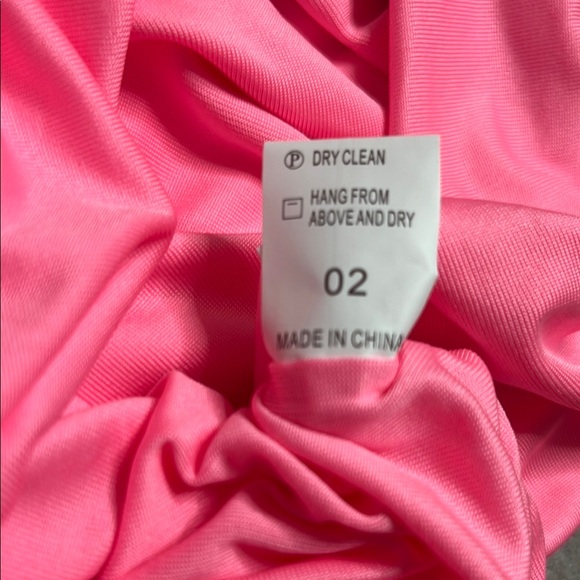 Ⓟ DRY CLEAN
HANG FROM
ABOVE AND DRY
02
MADE IN CHINA